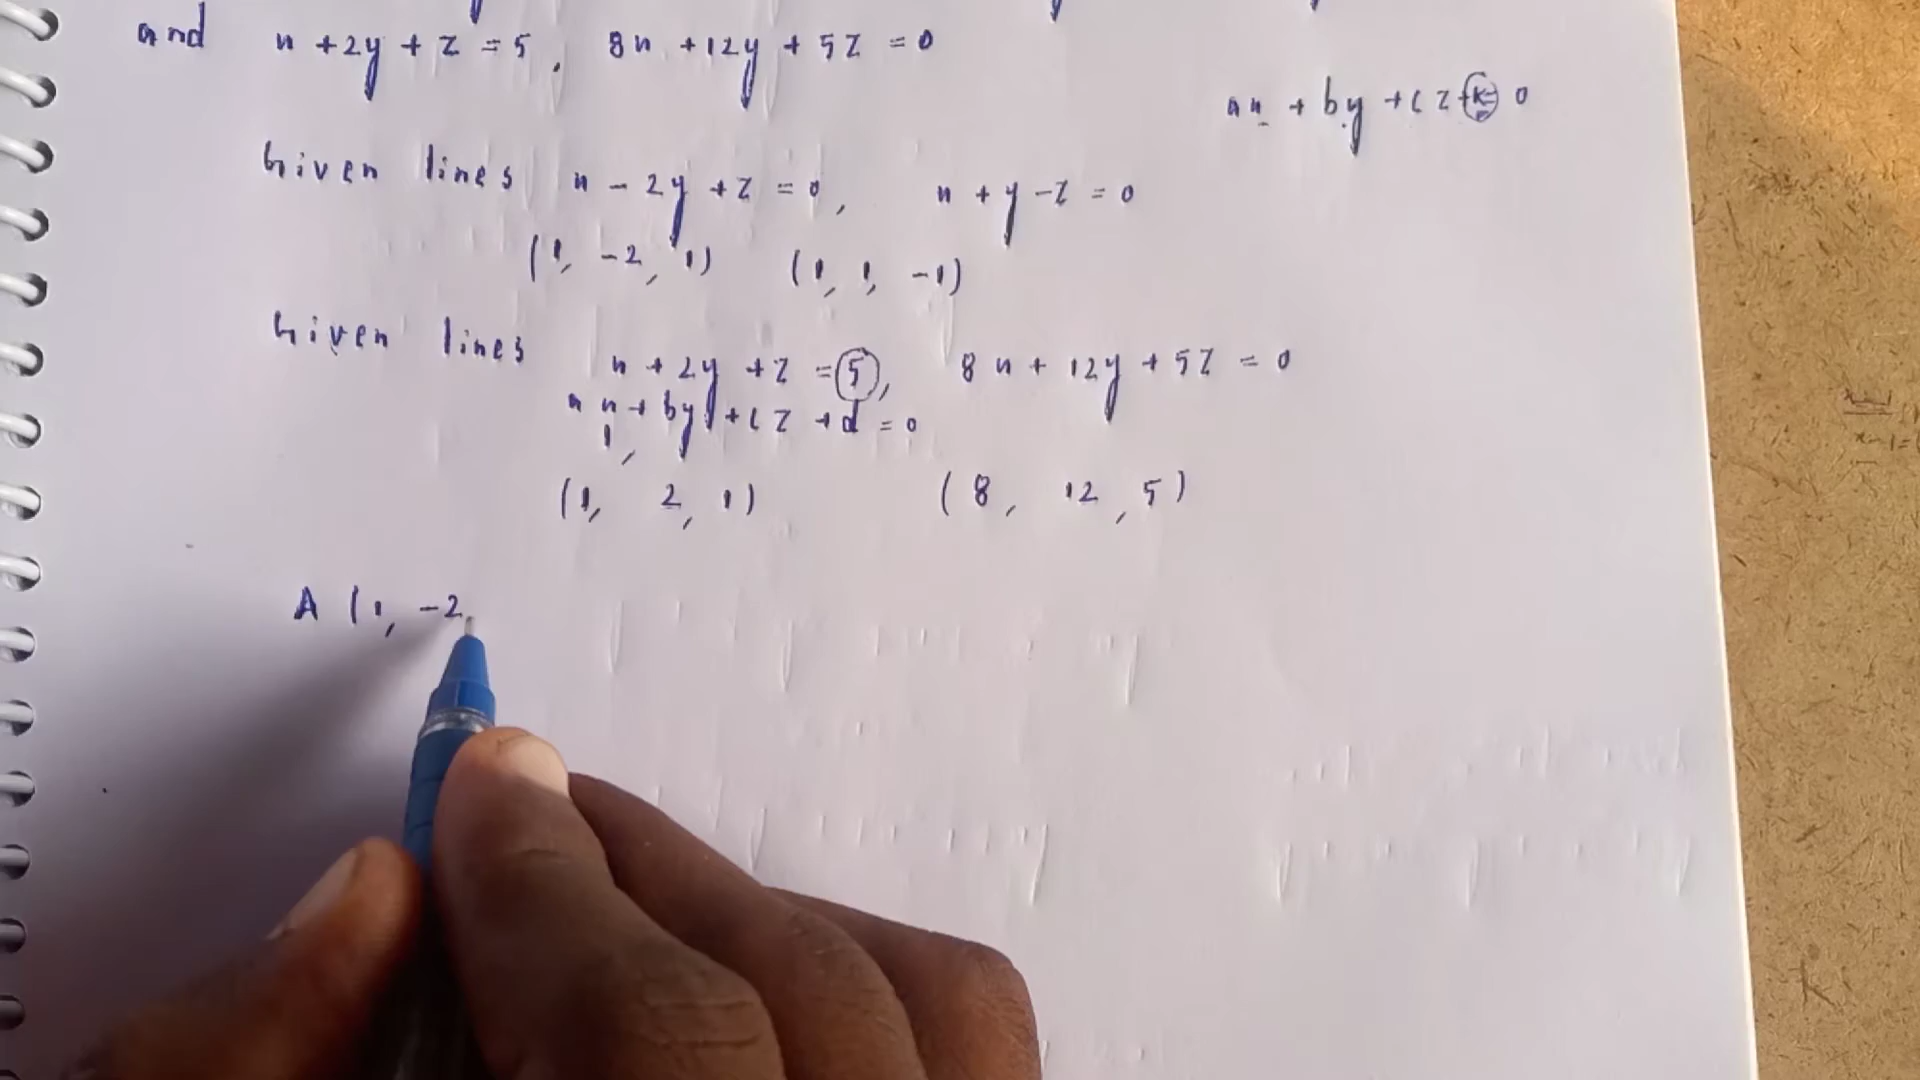 and x + 2y + z = 5, 8x + 12y + 5z = 0
ax + by + cz + k = 0
Given lines x - 2y + z = 0, x + y - z = 0
(1, -2, 1) (1, 1, -1)
Given lines x + 2y + z = 5, 8x + 12y + 5z = 0
ax + by + cz + d = 0
1,
(1, 2, 1) (8, 12, 5)
A (1, -2,